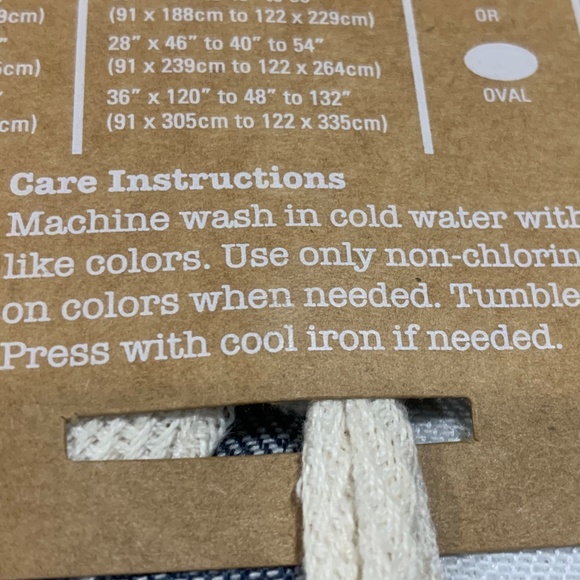 9cm)
(91 x 188cm to 122 x 229cm)
OR
28" x 46" to 40" to 54"
5cm)
(91 x 239cm to 122 x 264cm)
OVAL
36" x 120" to 48" to 132"
cm)
(91 x 305cm to 122 x 335cm)
Care Instructions
Machine wash in cold water with
like colors. Use only non-chlorin
on colors when needed. Tumble
Press with cool iron if needed.